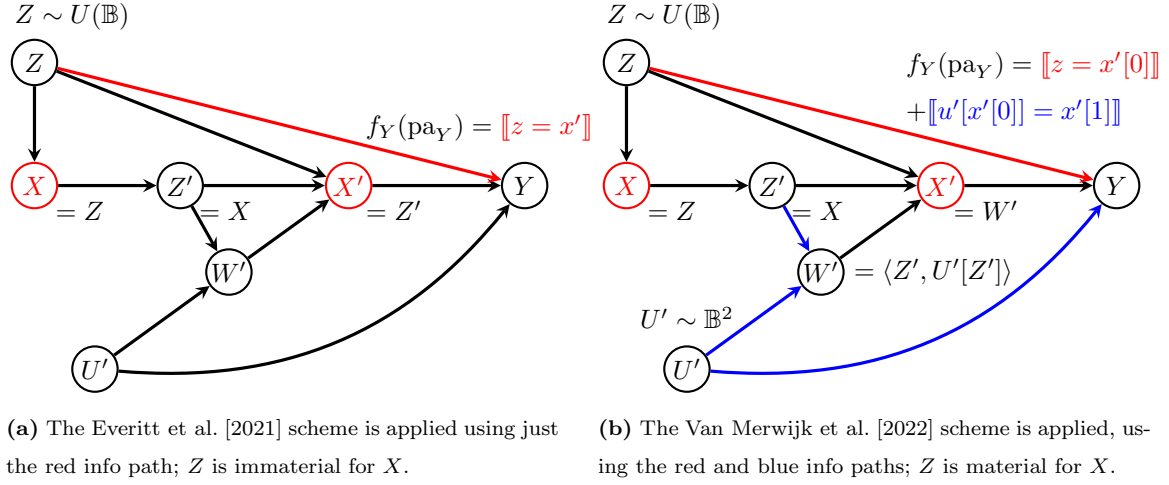 Z ∼ U(𝔹)
Z
f_Y(pa_Y) = ⟦z = x′⟧
X
Z′
X′
Y
= Z
= X
= Z′
W′
U′
(a) The Everitt et al. [2021] scheme is applied using just
the red info path; Z is immaterial for X.
Z ∼ U(𝔹)
Z
f_Y(pa_Y) = ⟦z = x′[0]⟧
+⟦u′[x′[0]] = x′[1]⟧
X
Z′
X′
Y
= Z
= X
= W′
W′
= ⟨Z′, U′[Z′]⟩
U′ ∼ 𝔹²
U′
(b) The Van Merwijk et al. [2022] scheme is applied, us-
ing the red and blue info paths; Z is material for X.